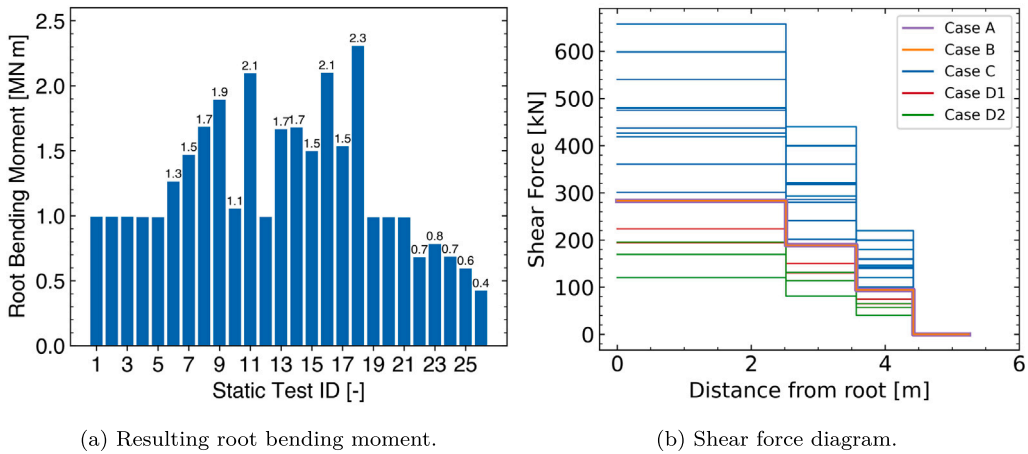 2.5
2.0
1.5
1.0
0.5
0.0
Root Bending Moment [MN m]
1.3
1.5
1.7
1.9
1.1
2.1
1.7
1.7
1.5
2.1
1.5
2.3
0.7
0.8
0.7
0.6
0.4
1 3 5 7 9 11 13 15 17 19 21 23 25
Static Test ID [-]
(a) Resulting root bending moment.
600
500
400
300
200
100
0
Shear Force [kN]
Case A
Case B
Case C
Case D1
Case D2
0 1 2 3 4 5 6
Distance from root [m]
(b) Shear force diagram.